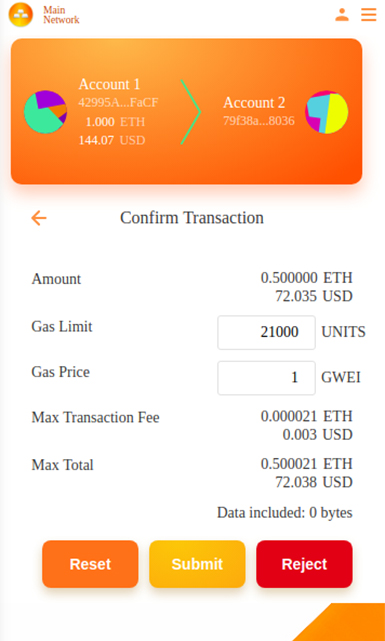 Main
Network
Account 1
42995A...FaCF
1.000 ETH
144.07 USD
Account 2
79f38a...8036
Confirm Transaction
Amount
0.500000 ETH
72.035 USD
Gas Limit
21000 UNITS
Gas Price
1 GWEI
Max Transaction Fee
0.000021 ETH
0.003 USD
Max Total
0.500021 ETH
72.038 USD
Data included: 0 bytes
Reset
Submit
Reject